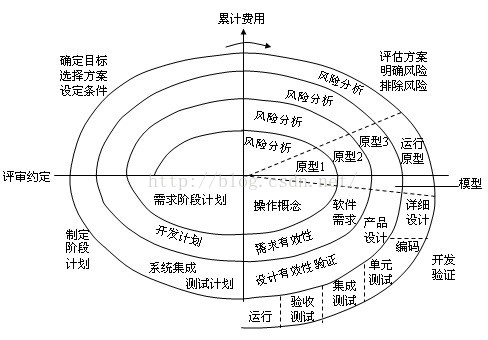 累计费用
确定目标
选择方案
设定条件
评估方案
明确风险
排除风险
风险分析
风险分析
风险分析
风险分析
运行
原型
原型3
原型2
原型1
评审约定
http://blog.csdn.net/
模型
需求阶段计划
操作概念
软件
需求
产品
设计
详细
设计
开发计划
需求有效性
制定
阶段
计划
系统集成
测试计划
设计有效性验证
编码
单元
测试
开发
验证
集成
测试
验收
测试
运行